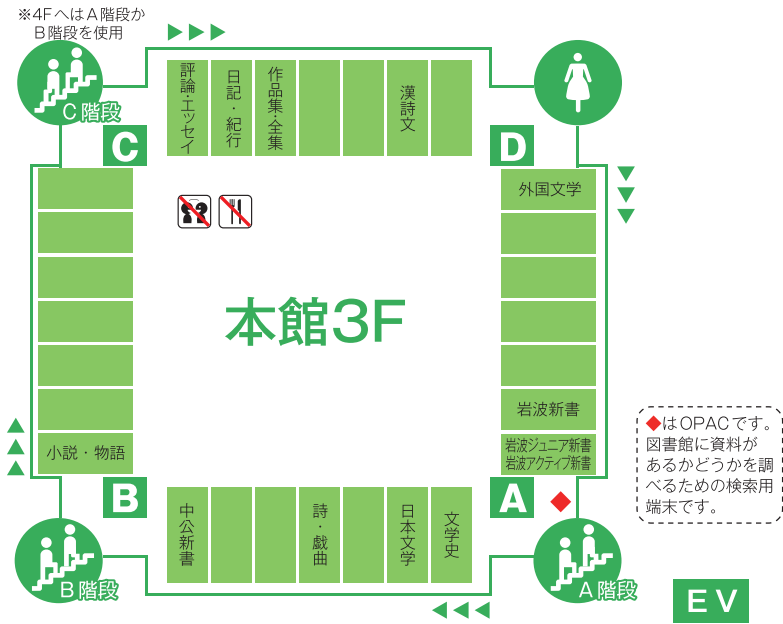 ※4FへはA階段か
B階段を使用
C階段
評論・エッセイ
日記・紀行
作品集・全集
漢詩文
C
D
外国文学
本館3F
岩波新書
岩波ジュニア新書
岩波アクティブ新書
小説・物語
B
A
中公新書
詩・戯曲
日本文学
文学史
B階段
A階段
◆はOPACです。
図書館に資料が
あるかどうかを調
べるための検索用
端末です。
EV